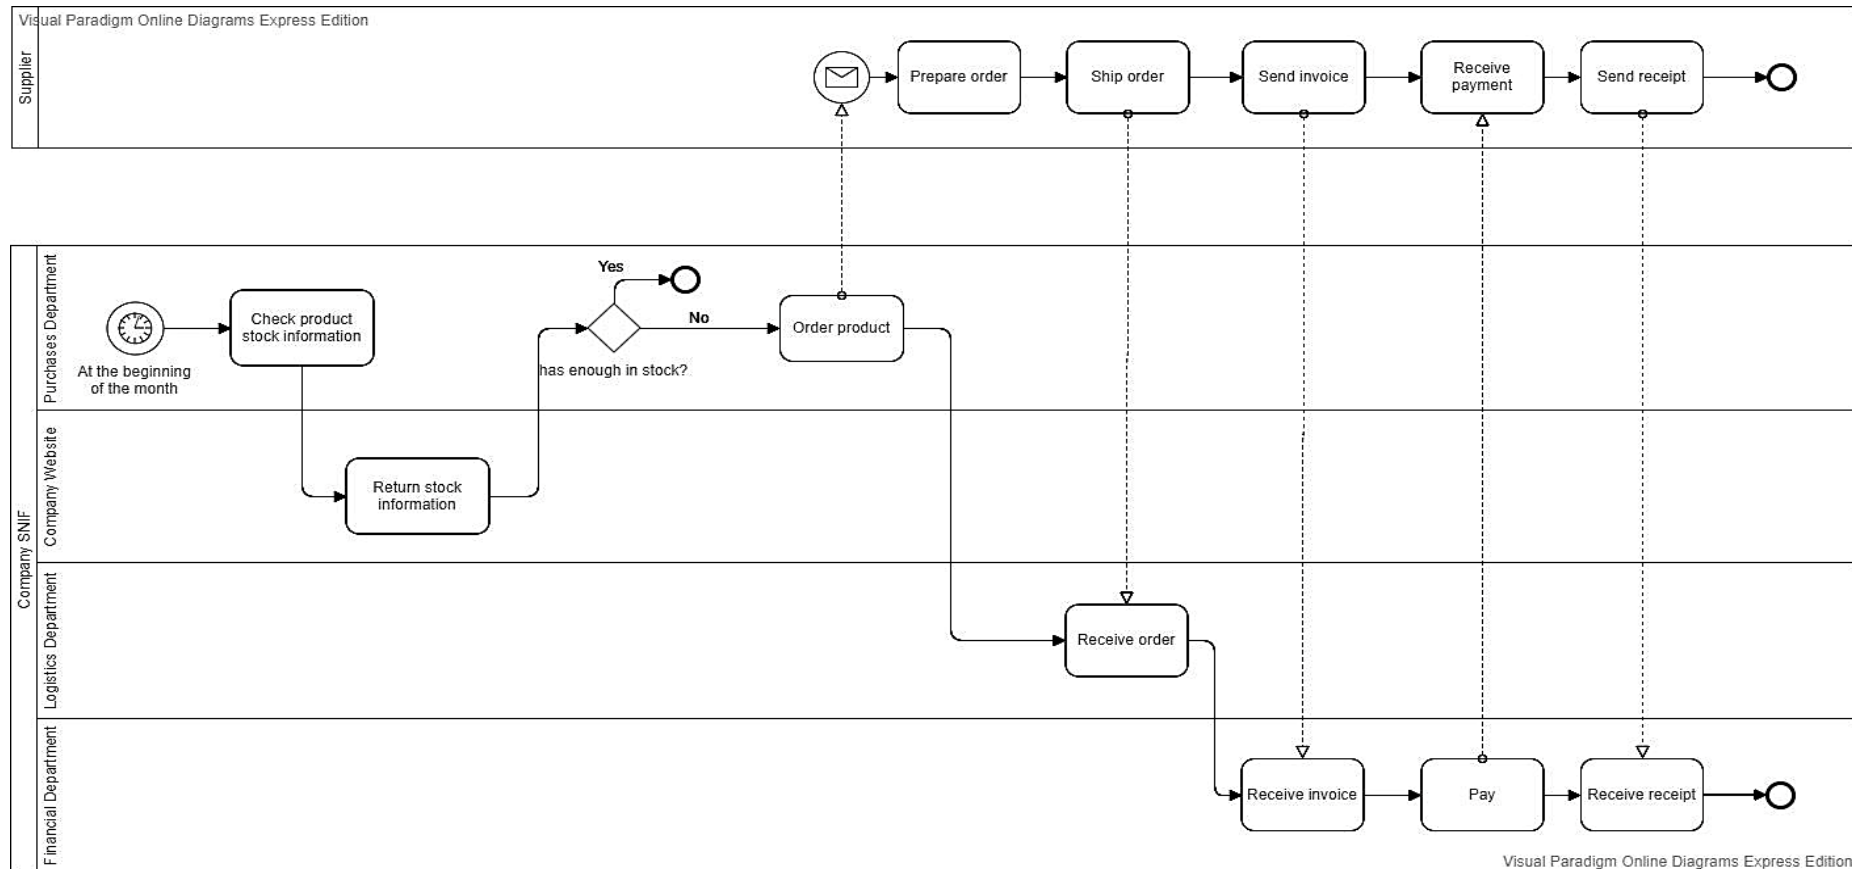 Visual Paradigm Online Diagrams Express Edition
Supplier
Prepare order
Ship order
Send invoice
Receive
payment
Send receipt
Company SNIF
Purchases Department
At the beginning
of the month
Check product
stock information
Yes
No
has enough in stock?
Order product
Company Website
Return stock
information
Logistics Department
Receive order
Financial Department
Receive invoice
Pay
Receive receipt
Visual Paradigm Online Diagrams Express Edition